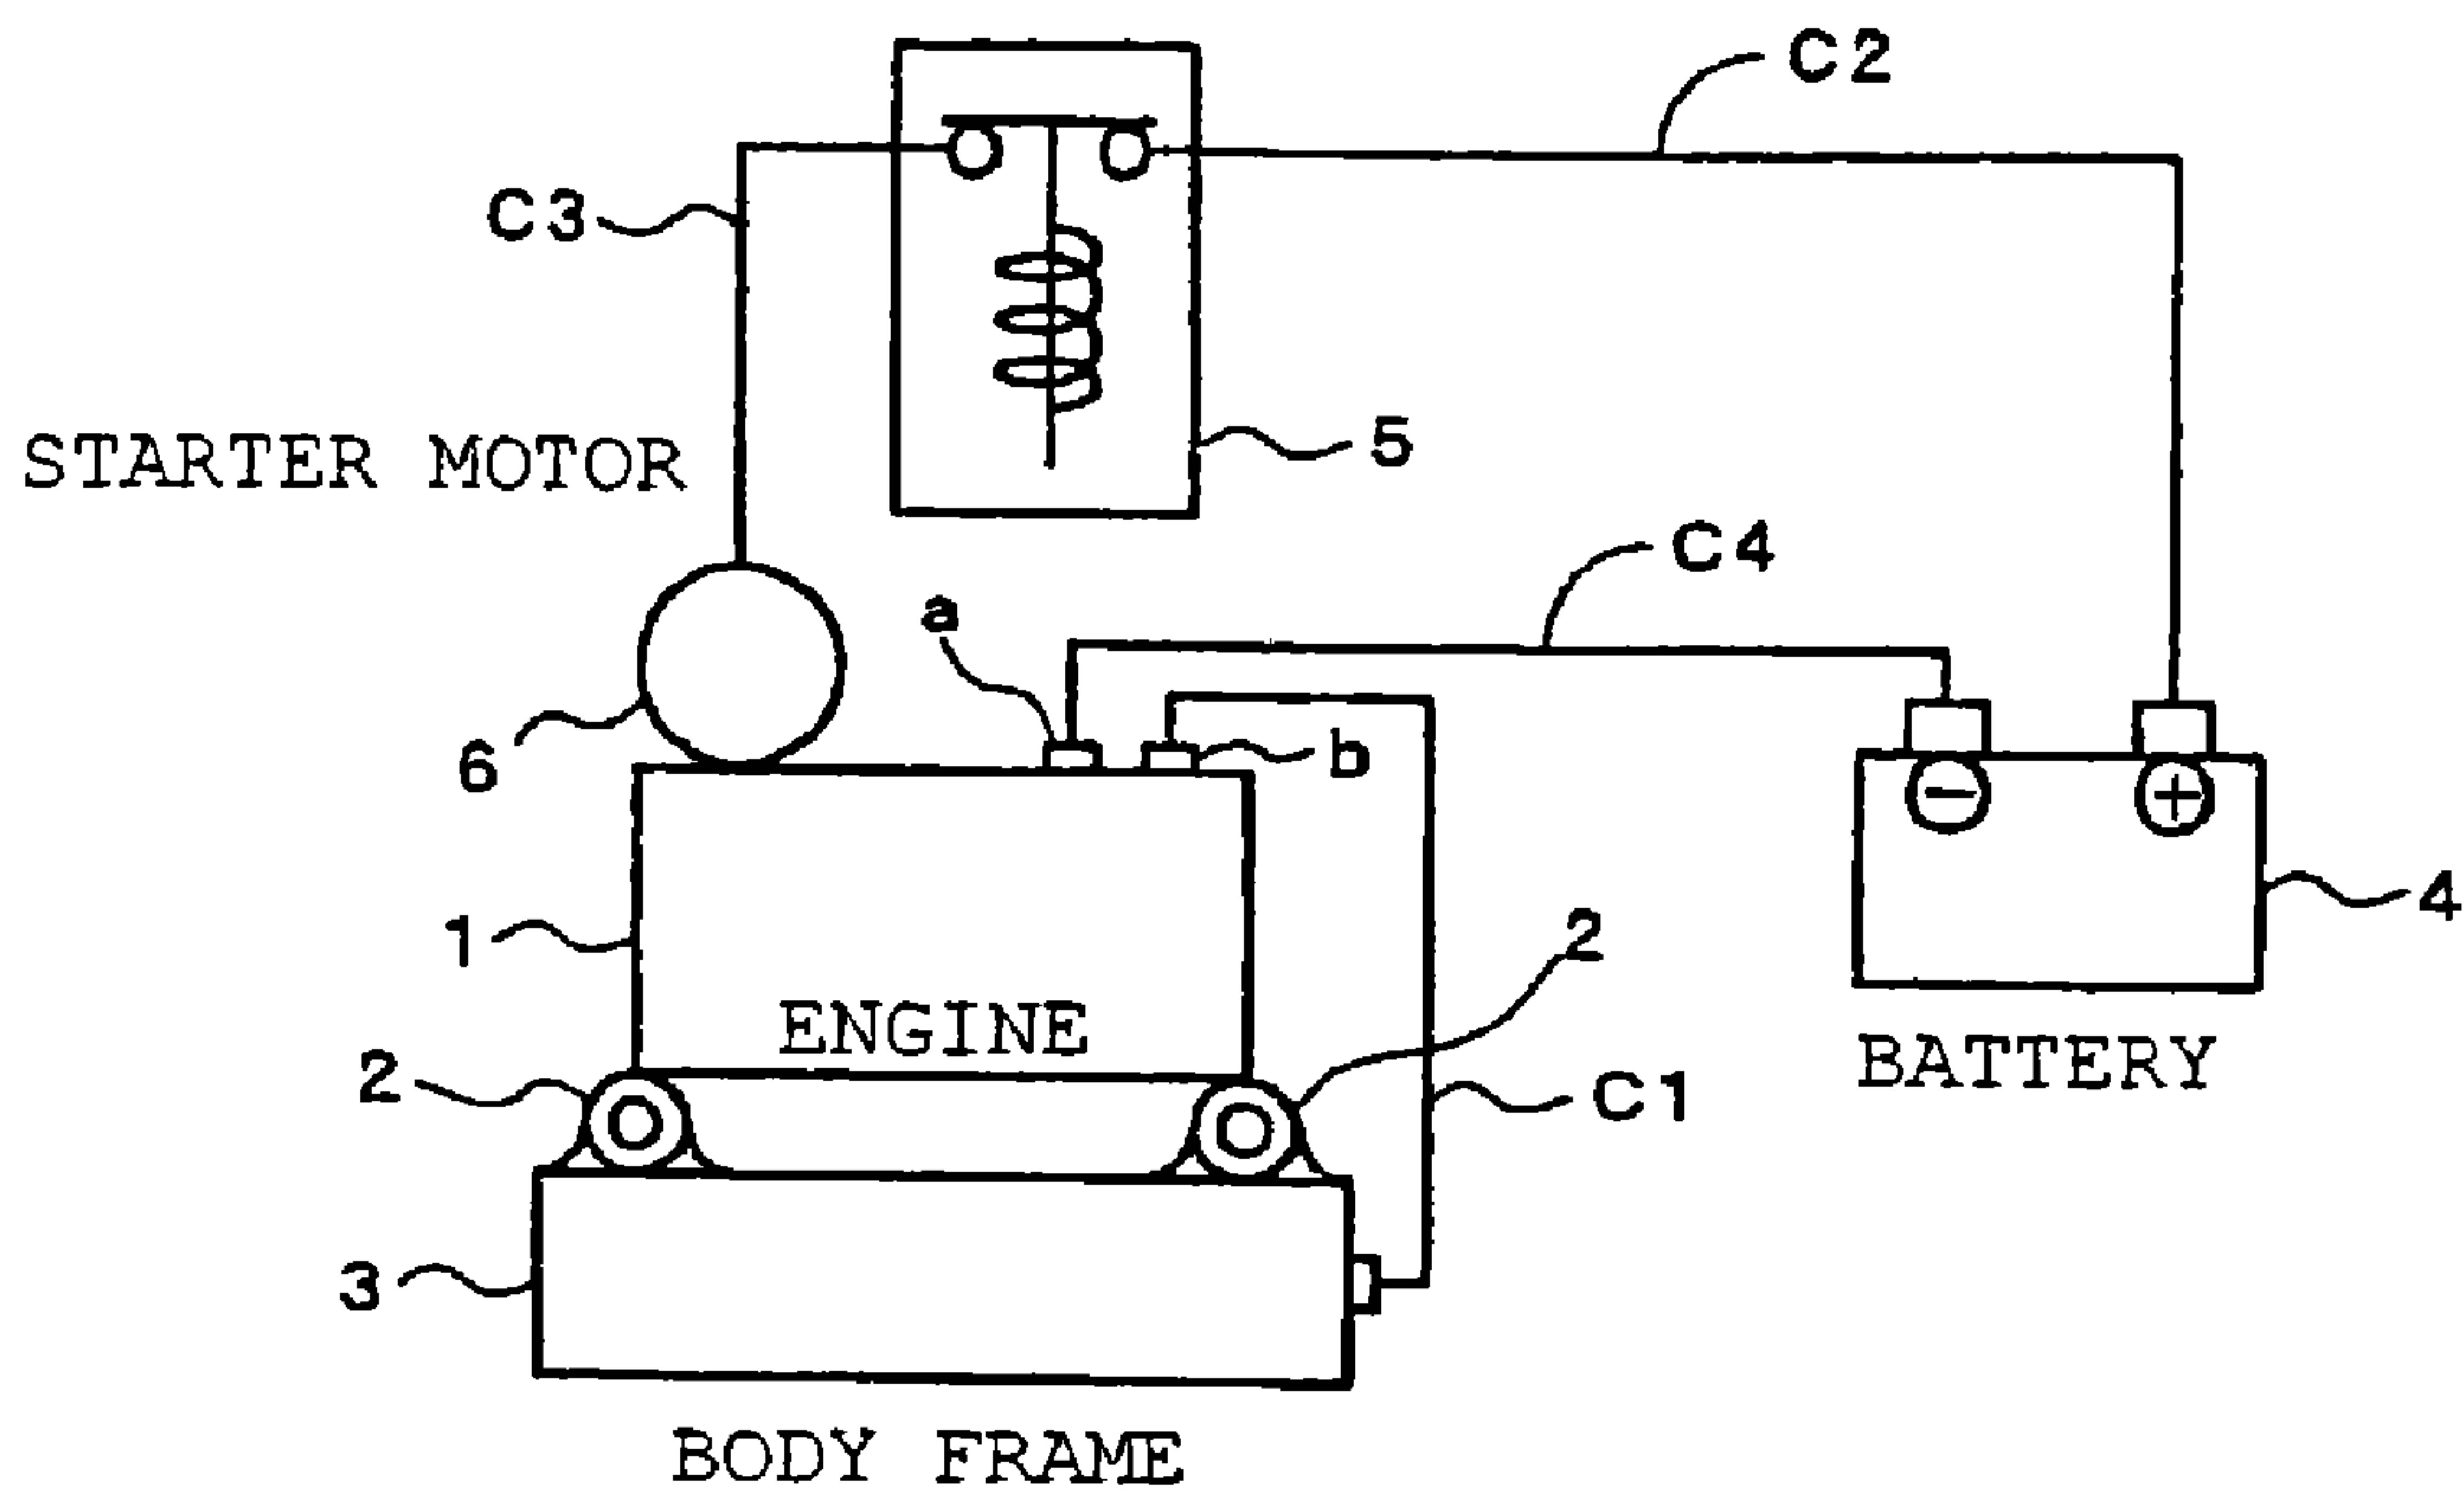 C2
C3
STARTER MOTOR
5
C4
a
6
b
1
2
4
ENGINE
BATTERY
2
C1
3
BODY FRAME